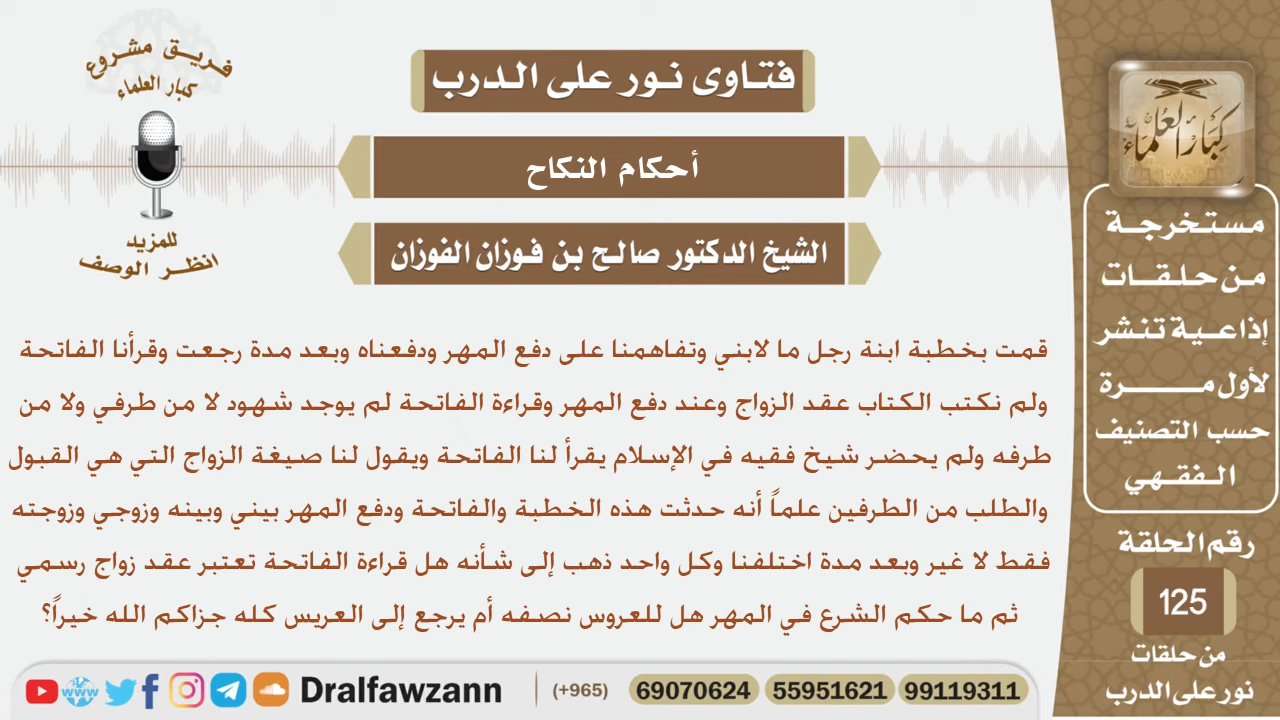 فريق مشروع
كبار العلماء
للمزيد
انظر الوصف
فتاوى نور على الدرب
أحكام النكاح
الشيخ الدكتور صالح بن فوزان الفوزان
قمت بخطبة ابنة رجل ما لابني وتفاهمنا على دفع المهر ودفعناه وبعد مدة رجعت وقرأنا الفاتحة
ولم نكتب الكتاب عقد الزواج وعند دفع المهر وقراءة الفاتحة لم يوجد شهود لا من طرفي ولا من
طرفه ولم يحضر شيخ فقيه في الإسلام يقرأ لنا الفاتحة ويقول لنا صيغة الزواج التي هي القبول
والطلب من الطرفين علماً أنه حدثت هذه الخطبة والفاتحة ودفع المهر بيني وبينه وزوجي وزوجته
فقط لا غير وبعد مدة اختلفنا وكل واحد ذهب إلى شأنه هل قراءة الفاتحة تعتبر عقد زواج رسمي
ثم ما حكم الشرع في المهر هل للعروس نصفه أم يرجع إلى العريس كله جزاكم الله خيراً؟
كبار العلماء
مستخرجة
من حلقات
إذاعية تنشر
لأول مرة
حسب التصنيف
الفقهي
رقم الحلقة
125
من حلقات
نور على الدرب
www
Dralfawzann
(+965) 69070624 55951621 99119311